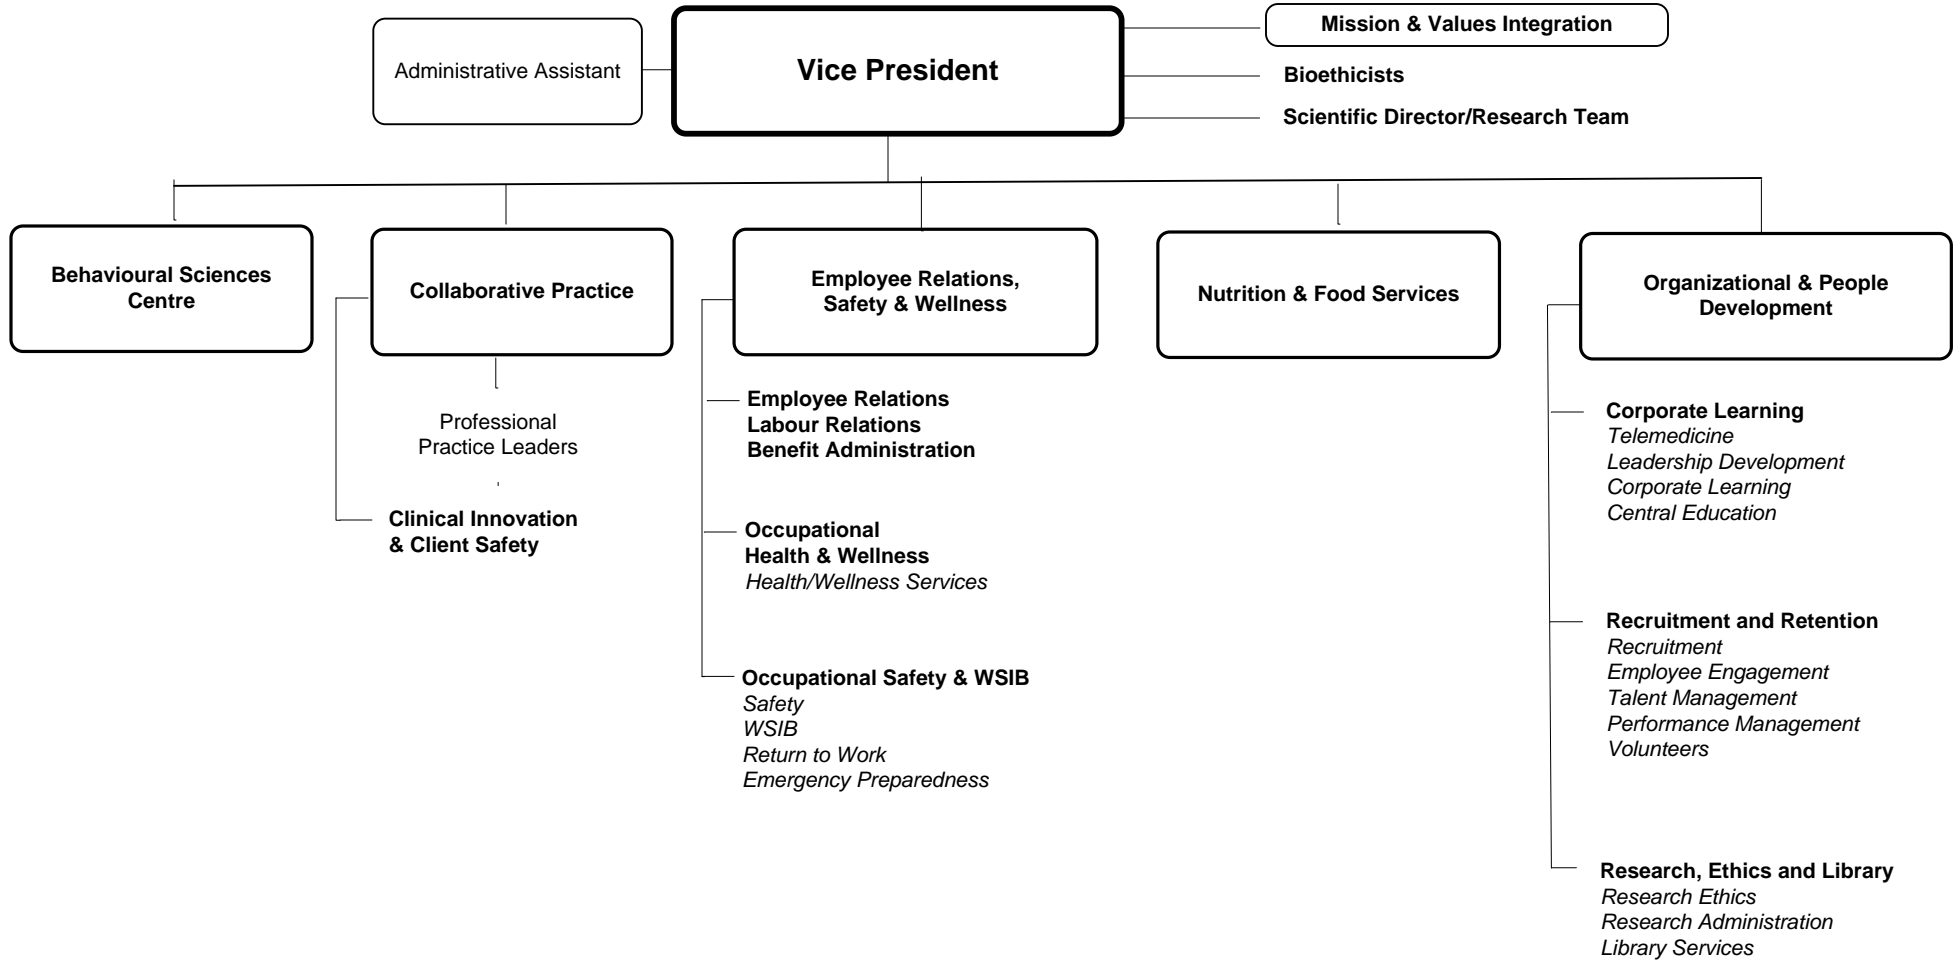 Administrative Assistant
Vice President
Mission & Values Integration
Bioethicists
Scientific Director/Research Team
Behavioural Sciences
Centre
Collaborative Practice
Professional
Practice Leaders
Clinical Innovation
& Client Safety
Employee Relations,
Safety & Wellness
Employee Relations
Labour Relations
Benefit Administration
Occupational
Health & Wellness
Health/Wellness Services
Occupational Safety & WSIB
Safety
WSIB
Return to Work
Emergency Preparedness
Nutrition & Food Services
Organizational & People
Development
Corporate Learning
Telemedicine
Leadership Development
Corporate Learning
Central Education
Recruitment and Retention
Recruitment
Employee Engagement
Talent Management
Performance Management
Volunteers
Research, Ethics and Library
Research Ethics
Research Administration
Library Services